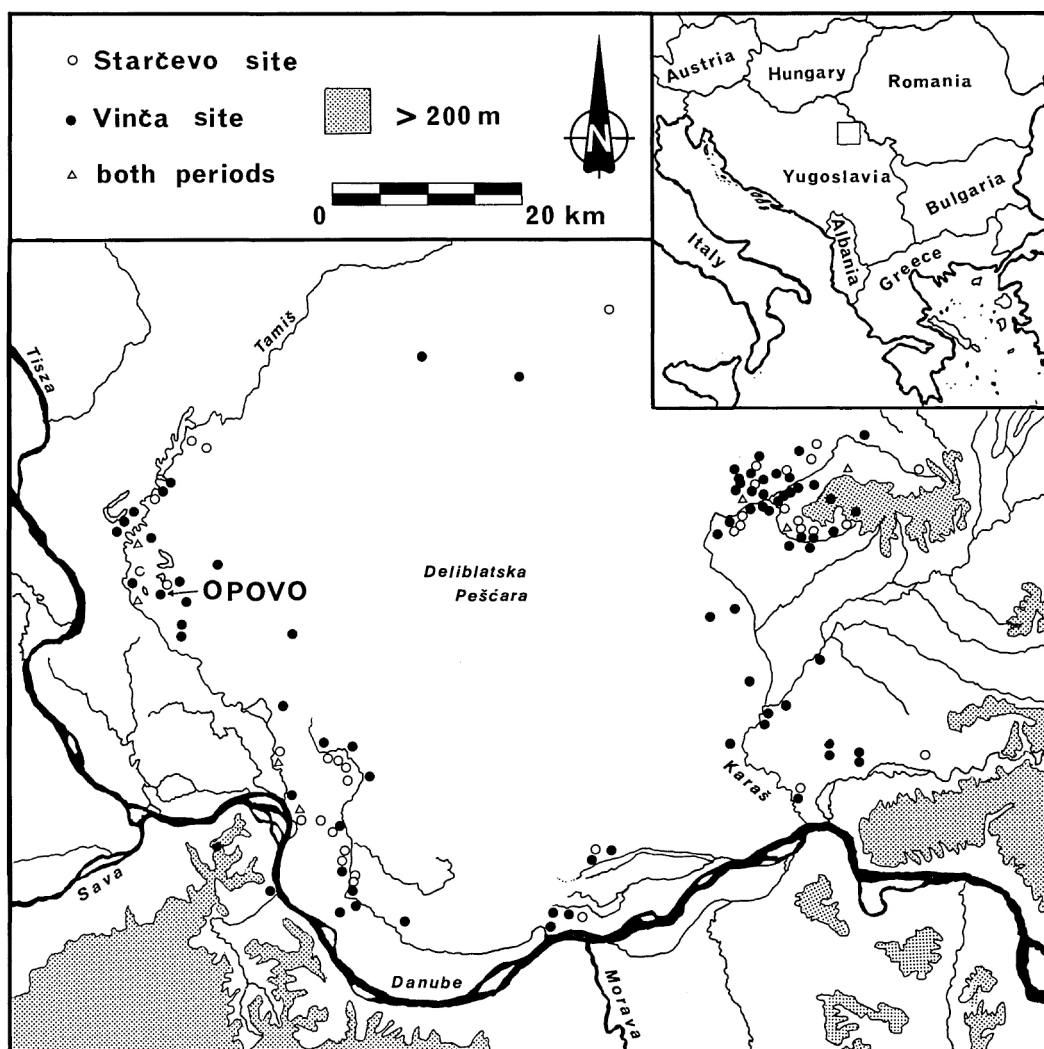 Starčevo site
Vinča site
> 200 m
both periods
N
0
20 km
Austria
Hungary
Romania
Yugoslavia
Bulgaria
Italy
Albania
Greece
Tisza
Tamiš
OPOVO
Deliblatska
Pešćara
Karaš
Sava
Danube
Morava